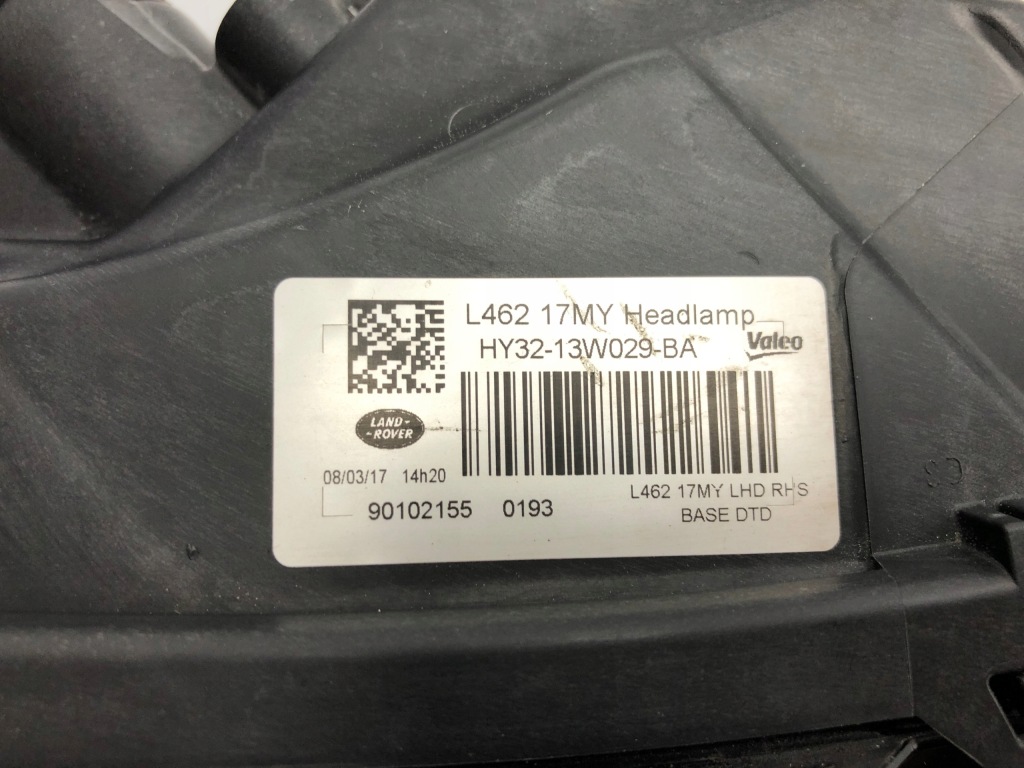 L462 17MY Headlamp
HY32-13W029-BA
Valeo
LAND-
-ROVER
08/03/17 14h20
L462 17MY LHD RHS
90102155 0193
BASE DTD